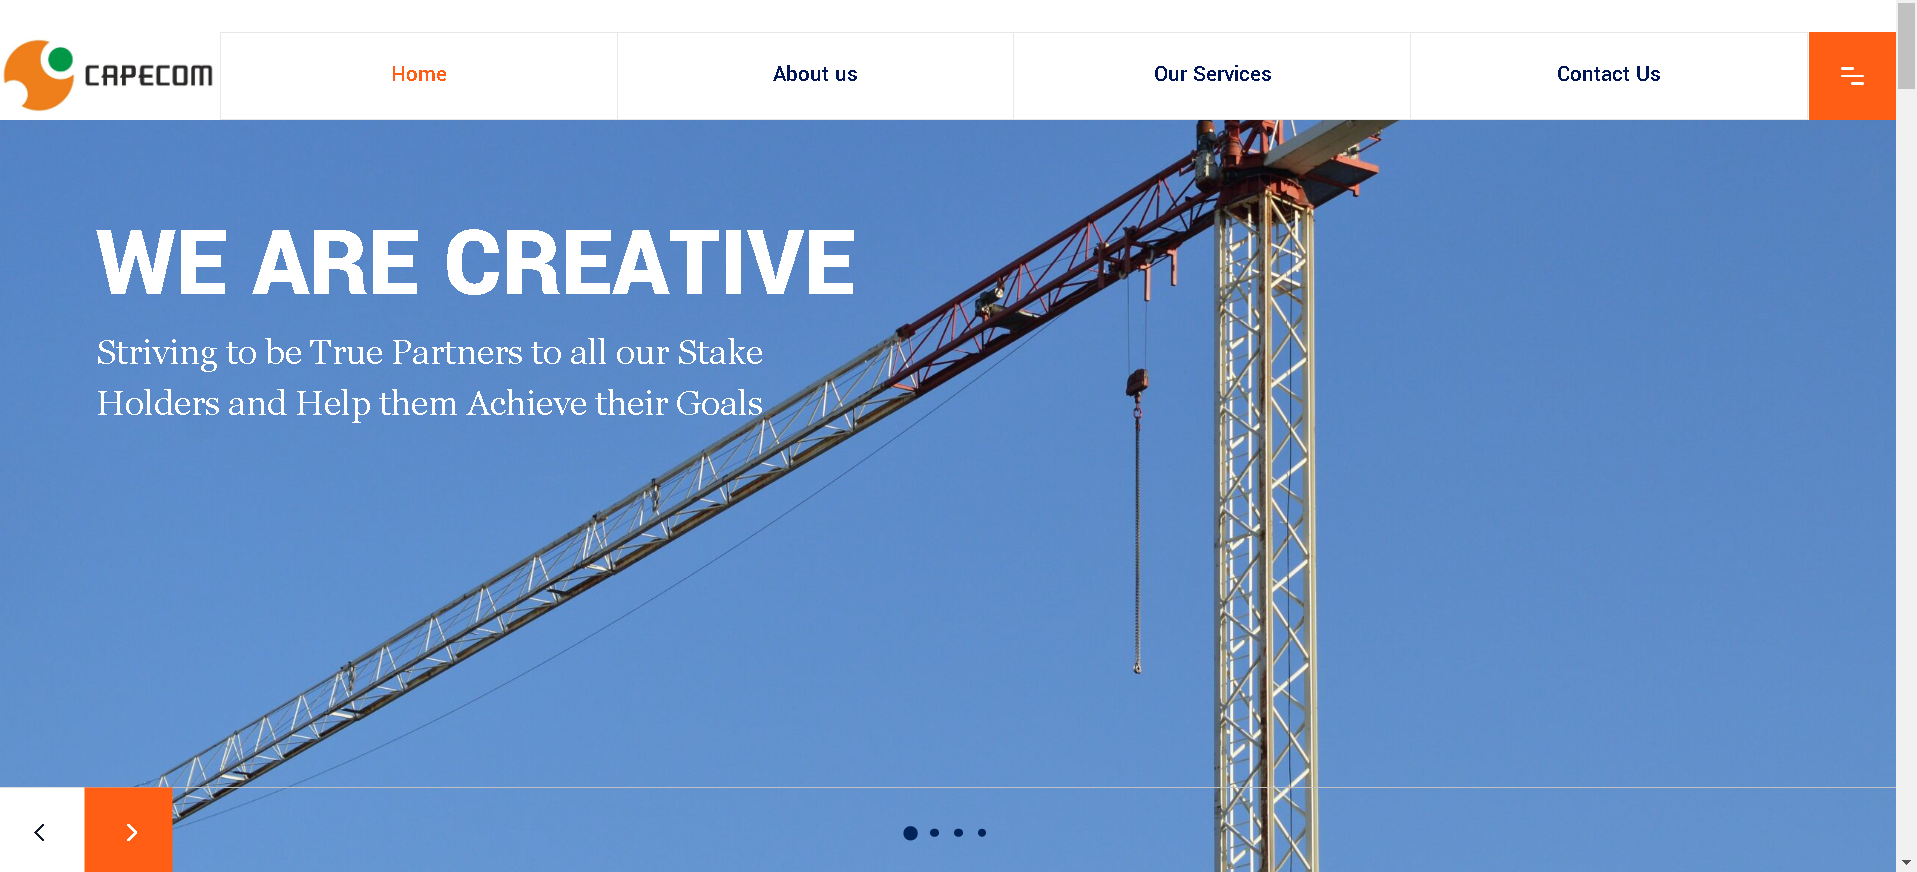 CAPECOM
Home
About us
Our Services
Contact Us
WE ARE CREATIVE
Striving to be True Partners to all our Stake
Holders and Help them Achieve their Goals